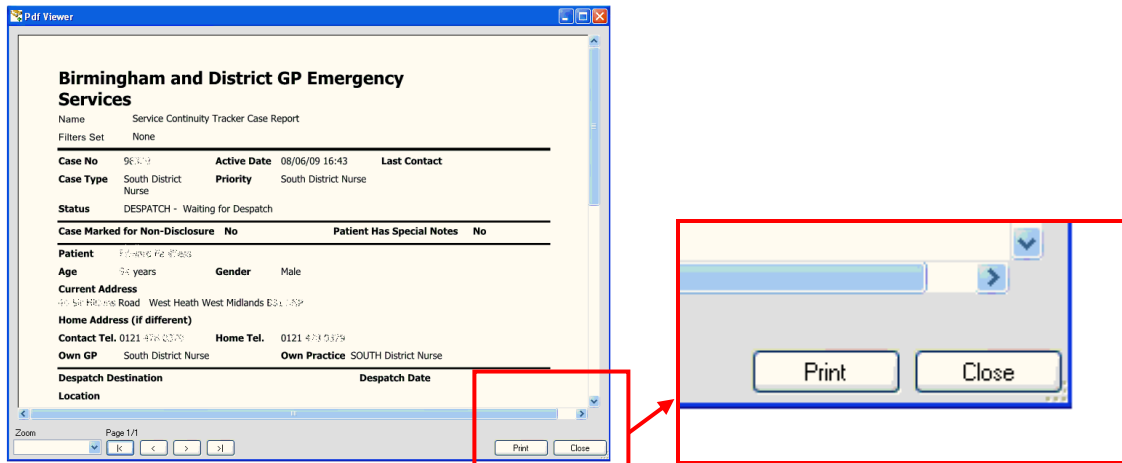 Pdf Viewer
Birmingham and District GP Emergency
Services
Name Service Continuity Tracker Case Report
Filters Set None
Case No Active Date 08/06/09 16:43 Last Contact
Case Type South District Nurse Priority South District Nurse
Status DESPATCH - Waiting for Despatch
Case Marked for Non-Disclosure No Patient Has Special Notes No
Patient
Age years Gender Male
Current Address
Road West Heath West Midlands
Home Address (if different)
Contact Tel. 0121 Home Tel. 0121
Own GP South District Nurse Own Practice SOUTH District Nurse
Despatch Destination Despatch Date
Location
Zoom Page 1/1
|< < > >| Print Close
Print Close